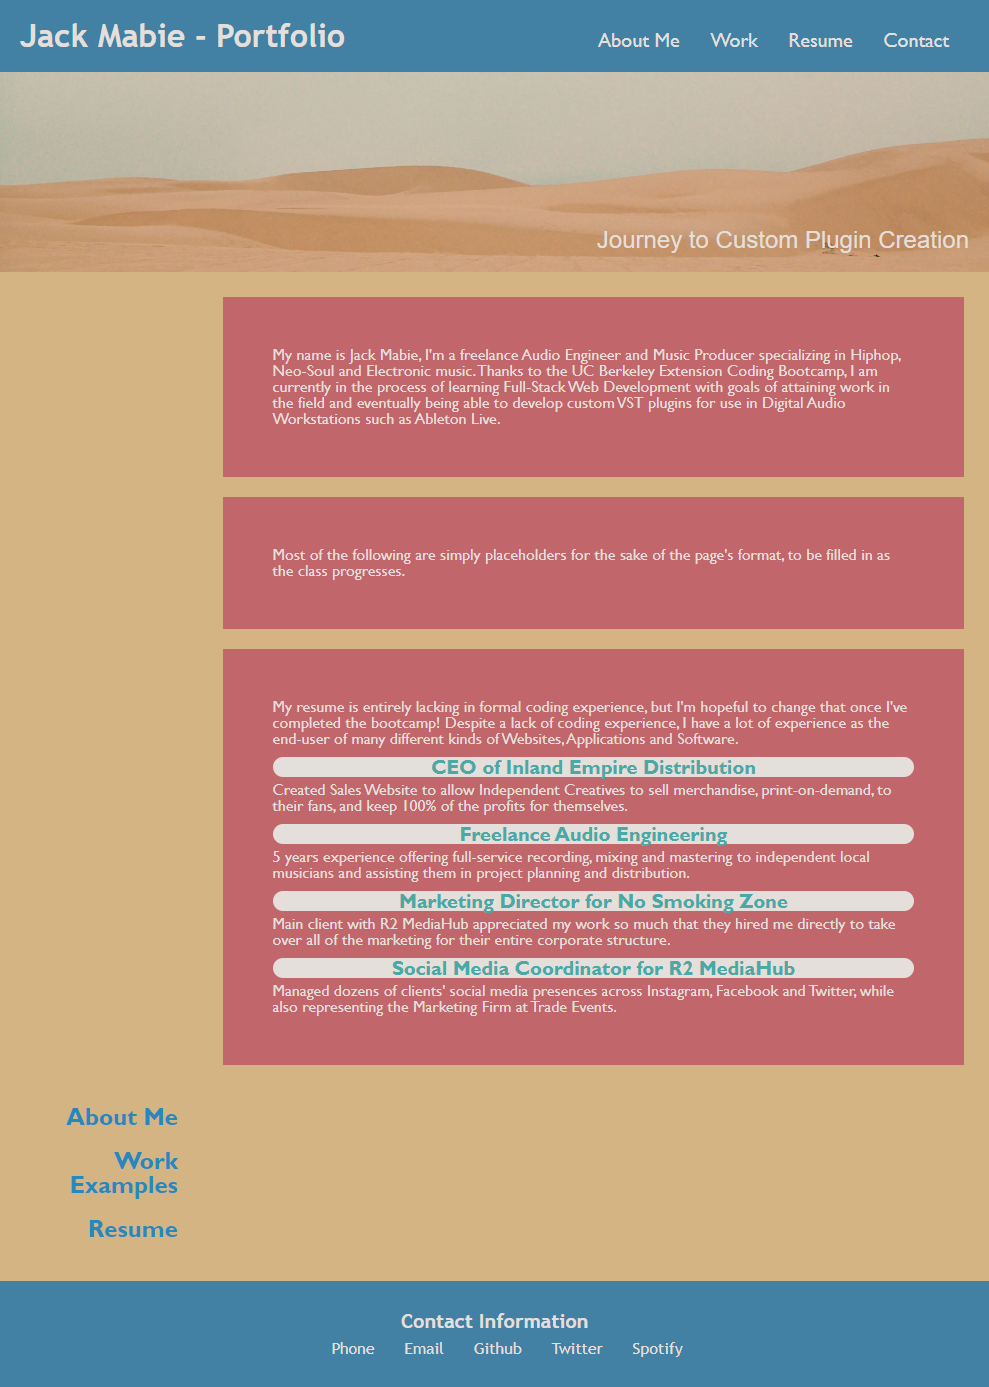 Jack Mabie - Portfolio
About Me Work Resume Contact
Journey to Custom Plugin Creation
My name is Jack Mabie, I'm a freelance Audio Engineer and Music Producer specializing in Hiphop,
Neo-Soul and Electronic music. Thanks to the UC Berkeley Extension Coding Bootcamp, I am
currently in the process of learning Full-Stack Web Development with goals of attaining work in
the field and eventually being able to develop custom VST plugins for use in Digital Audio
Workstations such as Ableton Live.
Most of the following are simply placeholders for the sake of the page's format, to be filled in as
the class progresses.
My resume is entirely lacking in formal coding experience, but I'm hopeful to change that once I've
completed the bootcamp! Despite a lack of coding experience, I have a lot of experience as the
end-user of many different kinds of Websites, Applications and Software.
CEO of Inland Empire Distribution
Created Sales Website to allow Independent Creatives to sell merchandise, print-on-demand, to
their fans, and keep 100% of the profits for themselves.
Freelance Audio Engineering
5 years experience offering full-service recording, mixing and mastering to independent local
musicians and assisting them in project planning and distribution.
Marketing Director for No Smoking Zone
Main client with R2 MediaHub appreciated my work so much that they hired me directly to take
over all of the marketing for their entire corporate structure.
Social Media Coordinator for R2 MediaHub
Managed dozens of clients' social media presences across Instagram, Facebook and Twitter, while
also representing the Marketing Firm at Trade Events.
About Me
Work
Examples
Resume
Contact Information
Phone Email Github Twitter Spotify